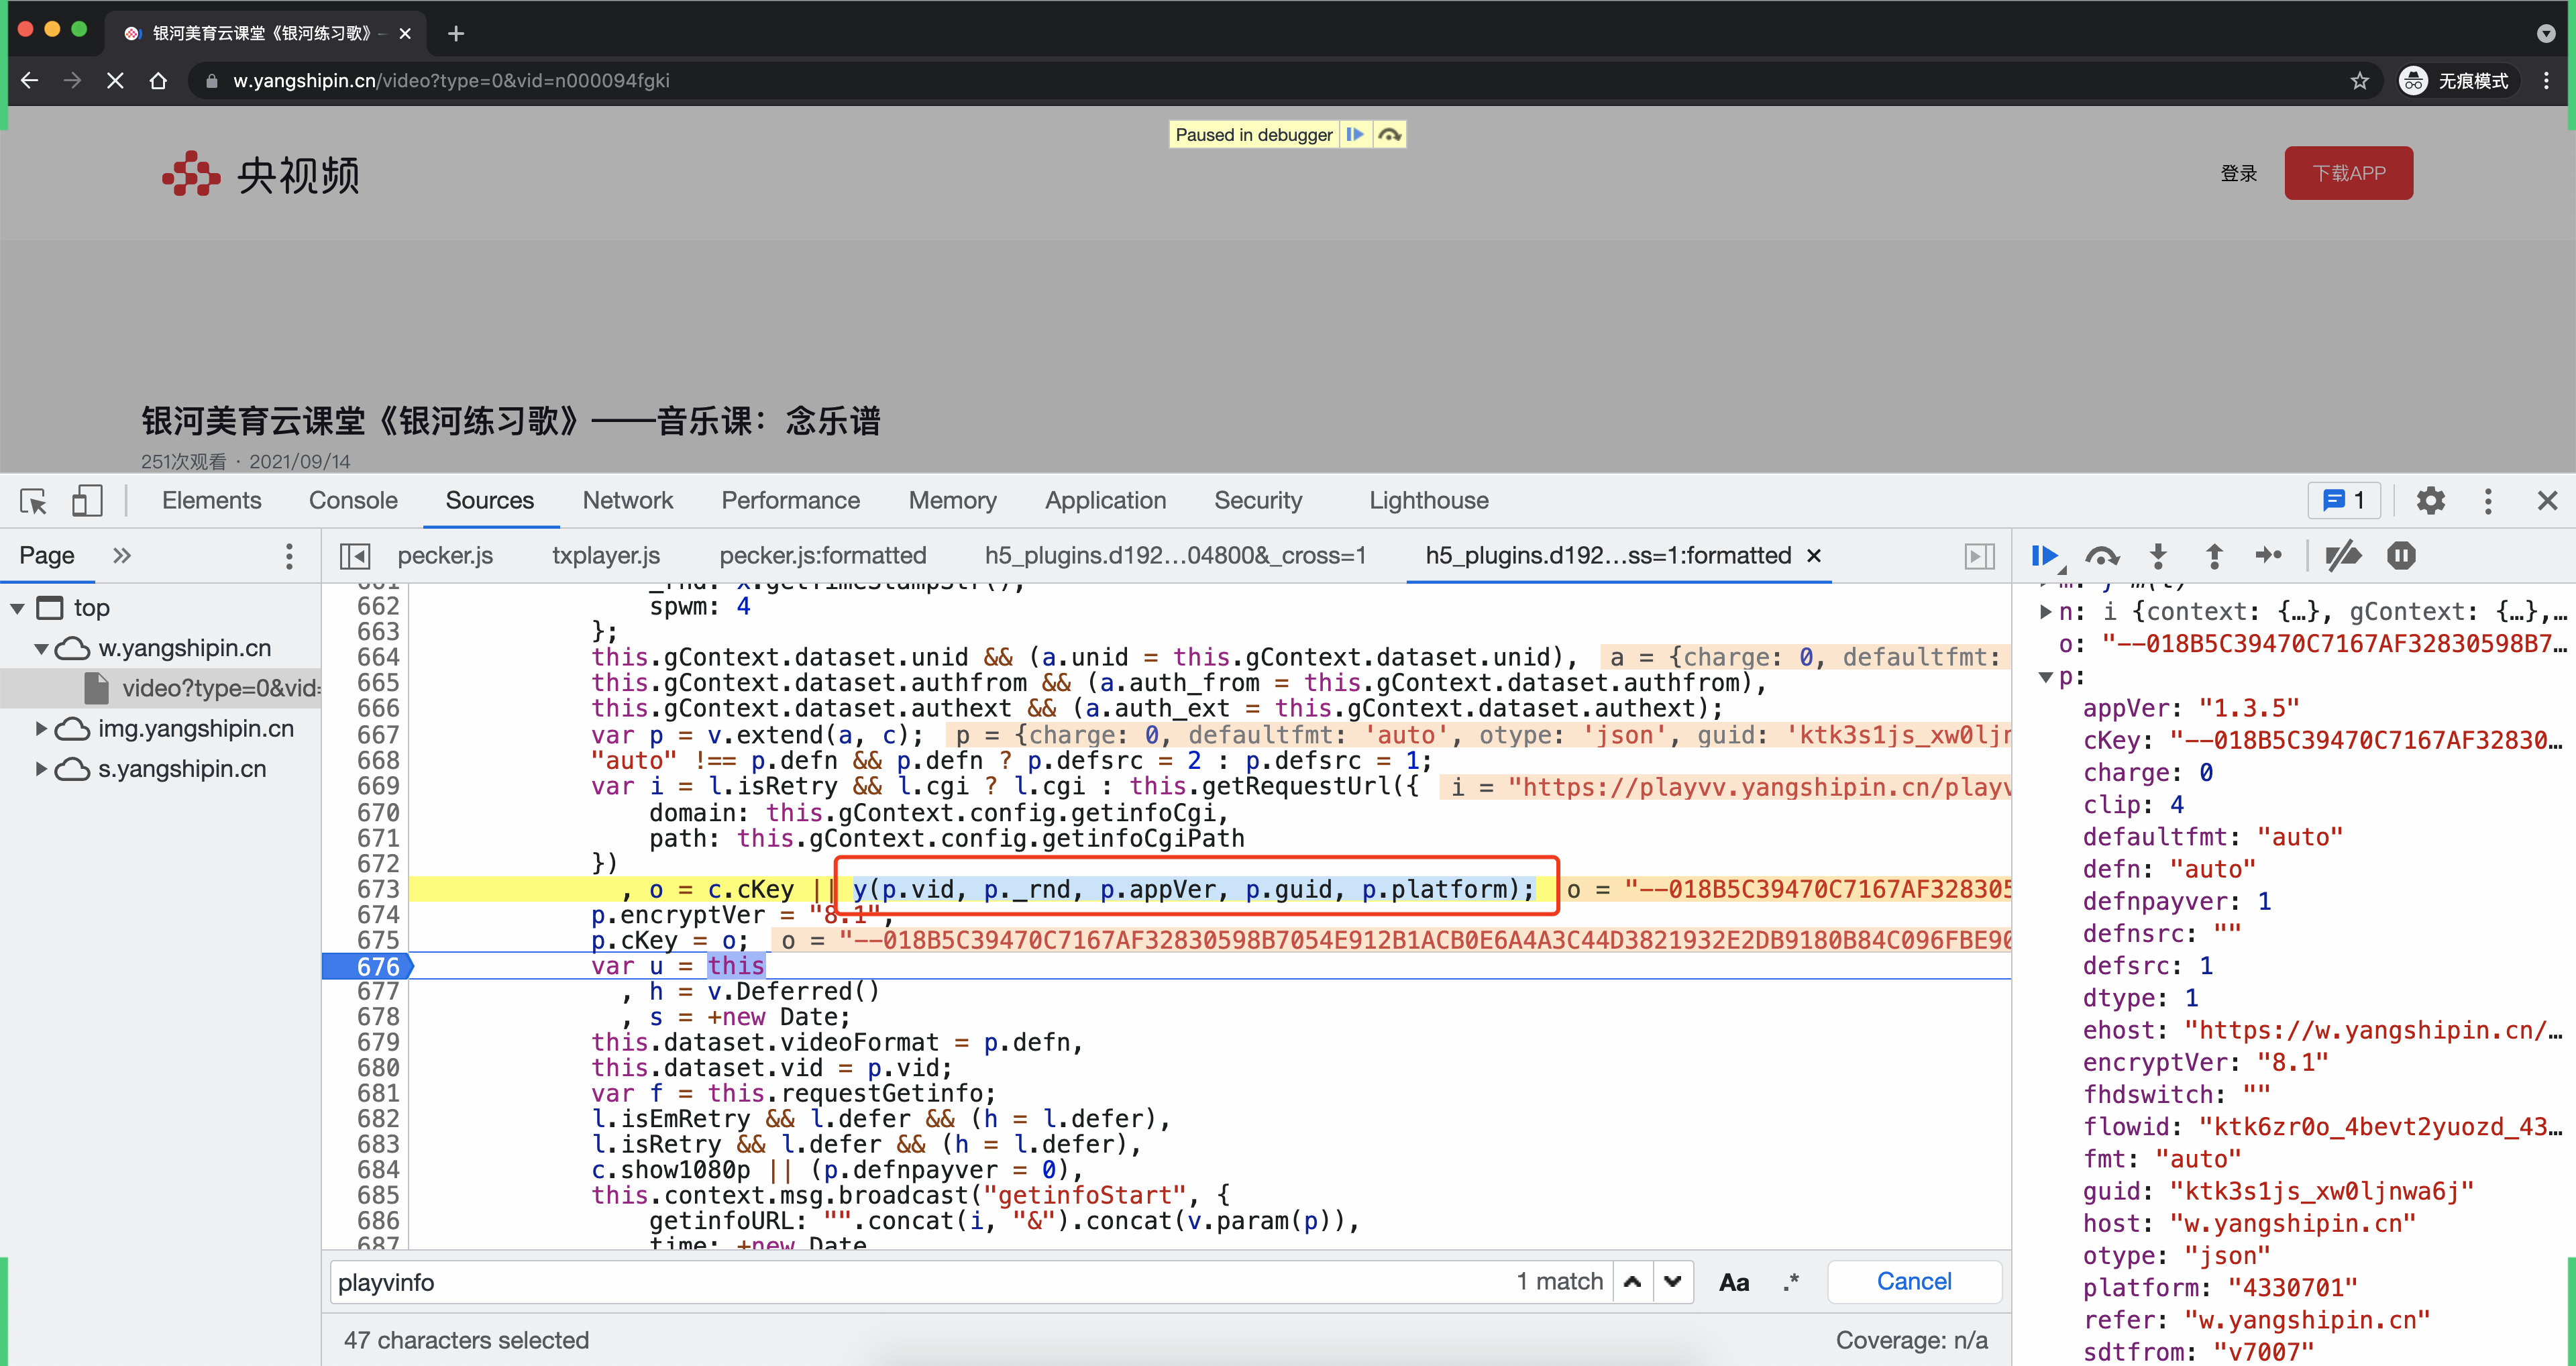 银河美育云课堂《银河练习歌》—
w.yangshipin.cn/video?type=0&vid=n000094fgki
无痕模式
Paused in debugger
央视频
登录
下载APP
银河美育云课堂《银河练习歌》——音乐课：念乐谱
251次观看 · 2021/09/14
Elements Console Sources Network Performance Memory Application Security Lighthouse
1
Page
pecker.js txplayer.js pecker.js:formatted h5_plugins.d192…04800&_cross=1 h5_plugins.d192…ss=1:formatted
top
w.yangshipin.cn
video?type=0&vid=
img.yangshipin.cn
s.yangshipin.cn
661 _rnd: x.getTimeStampStr(),
662 spwm: 4
663 };
664 this.gContext.dataset.unid && (a.unid = this.gContext.dataset.unid), a = {charge: 0, defaultfmt:
665 this.gContext.dataset.authfrom && (a.auth_from = this.gContext.dataset.authfrom),
666 this.gContext.dataset.authext && (a.auth_ext = this.gContext.dataset.authext);
667 var p = v.extend(a, c); p = {charge: 0, defaultfmt: 'auto', otype: 'json', guid: 'ktk3s1js_xw0ljn
668 "auto" !== p.defn && p.defn ? p.defsrc = 2 : p.defsrc = 1;
669 var i = l.isRetry && l.cgi ? l.cgi : this.getRequestUrl({ i = "https://playvv.yangshipin.cn/playv
670 domain: this.gContext.config.getinfoCgi,
671 path: this.gContext.config.getinfoCgiPath
672 })
673 , o = c.cKey || y(p.vid, p._rnd, p.appVer, p.guid, p.platform); o = "--018B5C39470C7167AF328305
674 p.encryptVer = "8.1",
675 p.cKey = o; o = "--018B5C39470C7167AF32830598B7054E912B1ACB0E6A4A3C44D3821932E2DB9180B84C096FBE90
676 var u = this
677 , h = v.Deferred()
678 , s = +new Date;
679 this.dataset.videoFormat = p.defn,
680 this.dataset.vid = p.vid;
681 var f = this.requestGetinfo;
682 l.isEmRetry && l.defer && (h = l.defer),
683 l.isRetry && l.defer && (h = l.defer),
684 c.show1080p || (p.defnpayver = 0),
685 this.context.msg.broadcast("getinfoStart", {
686 getinfoURL: "".concat(i, "&").concat(v.param(p)),
687 time: +new Date
playvinfo
1 match
Aa
.*
Cancel
47 characters selected
Coverage: n/a
n: i {context: {…}, gContext: {…},…
o: "--018B5C39470C7167AF32830598B7…
p:
appVer: "1.3.5"
cKey: "--018B5C39470C7167AF32830…
charge: 0
clip: 4
defaultfmt: "auto"
defn: "auto"
defnpayver: 1
defnsrc: ""
defsrc: 1
dtype: 1
ehost: "https://w.yangshipin.cn/…
encryptVer: "8.1"
fhdswitch: ""
flowid: "ktk6zr0o_4bevt2yuozd_43…
fmt: "auto"
guid: "ktk3s1js_xw0ljnwa6j"
host: "w.yangshipin.cn"
otype: "json"
platform: "4330701"
refer: "w.yangshipin.cn"
sdtfrom: "v7007"